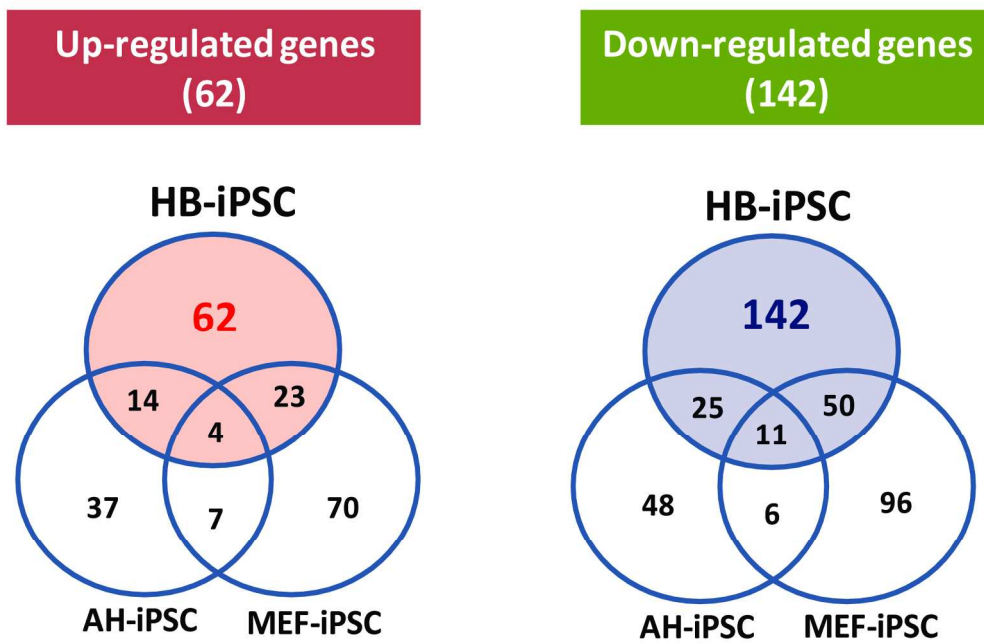 Up-regulated genes
(62)
Down-regulated genes
(142)
HB-iPSC
62
14
23
4
37
7
70
AH-iPSC
MEF-iPSC
HB-iPSC
142
25
50
11
48
6
96
AH-iPSC
MEF-iPSC